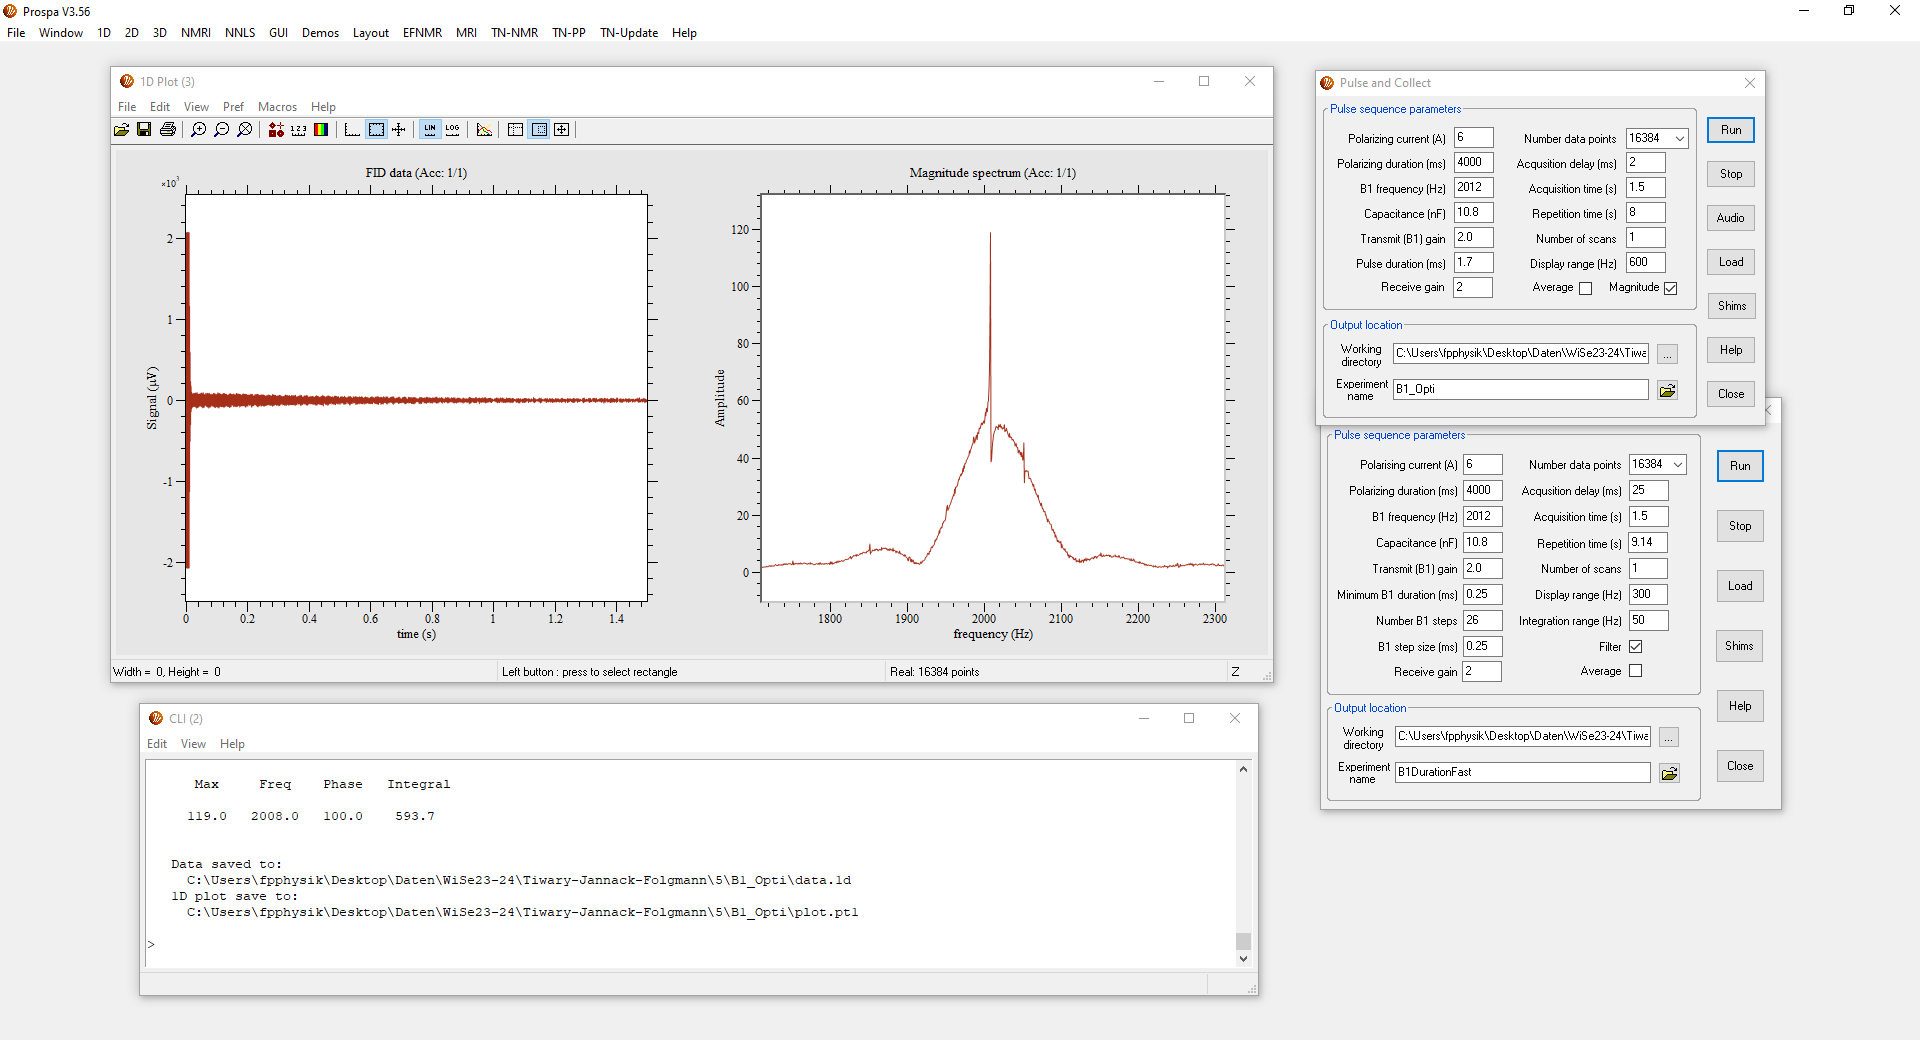 Prospa V3.56
File Window 1D 2D 3D NMRI NNLS GUI Demos Layout EFNMR MRI TN-NMR TN-PP TN-Update Help
1D Plot (3)
File Edit View Pref Macros Help
1 2 3 LIN LOG
FID data (Acc: 1/1)
×10³
2
1
0
-1
-2
Signal (µV)
0 0.2 0.4 0.6 0.8 1 1.2 1.4
time (s)
Magnitude spectrum (Acc: 1/1)
120
100
80
60
40
20
0
Amplitude
1800 1900 2000 2100 2200 2300
frequency (Hz)
Width = 0, Height = 0 Left button : press to select rectangle Real: 16384 points Z
CLI (2)
Edit View Help
Max Freq Phase Integral
119.0 2008.0 100.0 593.7
Data saved to:
C:\Users\fpphysik\Desktop\Daten\WiSe23-24\Tiwary-Jannack-Folgmann\5\B1_Opti\data.1d
1D plot save to:
C:\Users\fpphysik\Desktop\Daten\WiSe23-24\Tiwary-Jannack-Folgmann\5\B1_Opti\plot.pt1
>
Pulse and Collect
Pulse sequence parameters
Polarizing current (A) 6 Number data points 16384 Run
Polarizing duration (ms) 4000 Acqusition delay (ms) 2
B1 frequency (Hz) 2012 Acquisition time (s) 1.5 Stop
Capacitance (nF) 10.8 Repetition time (s) 8 Audio
Transmit (B1) gain 2.0 Number of scans 1
Pulse duration (ms) 1.7 Display range (Hz) 600 Load
Receive gain 2 Average Magnitude
Shims
Output location
Working directory C:\Users\fpphysik\Desktop\Daten\WiSe23-24\Tiwa ... Help
Experiment name B1_Opti Close
Pulse sequence parameters
Polarising current (A) 6 Number data points 16384 Run
Polarizing duration (ms) 4000 Acqusition delay (ms) 25
B1 frequency (Hz) 2012 Acquisition time (s) 1.5 Stop
Capacitance (nF) 10.8 Repetition time (s) 9.14
Transmit (B1) gain 2.0 Number of scans 1 Load
Minimum B1 duration (ms) 0.25 Display range (Hz) 300
Number B1 steps 26 Integration range (Hz) 50
B1 step size (ms) 0.25 Filter Shims
Receive gain 2 Average
Output location Help
Working directory C:\Users\fpphysik\Desktop\Daten\WiSe23-24\Tiwa ...
Experiment name B1DurationFast Close